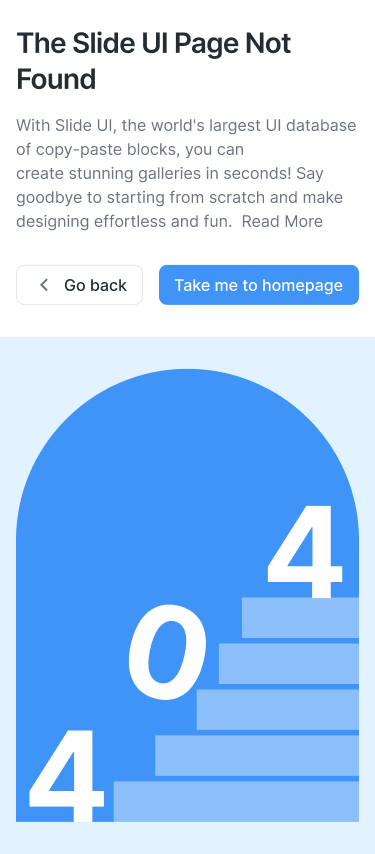 The Slide UI Page Not
Found
With Slide UI, the world's largest UI database
of copy-paste blocks, you can
create stunning galleries in seconds! Say
goodbye to starting from scratch and make
designing effortless and fun.  Read More
Go back
Take me to homepage
4
0
4